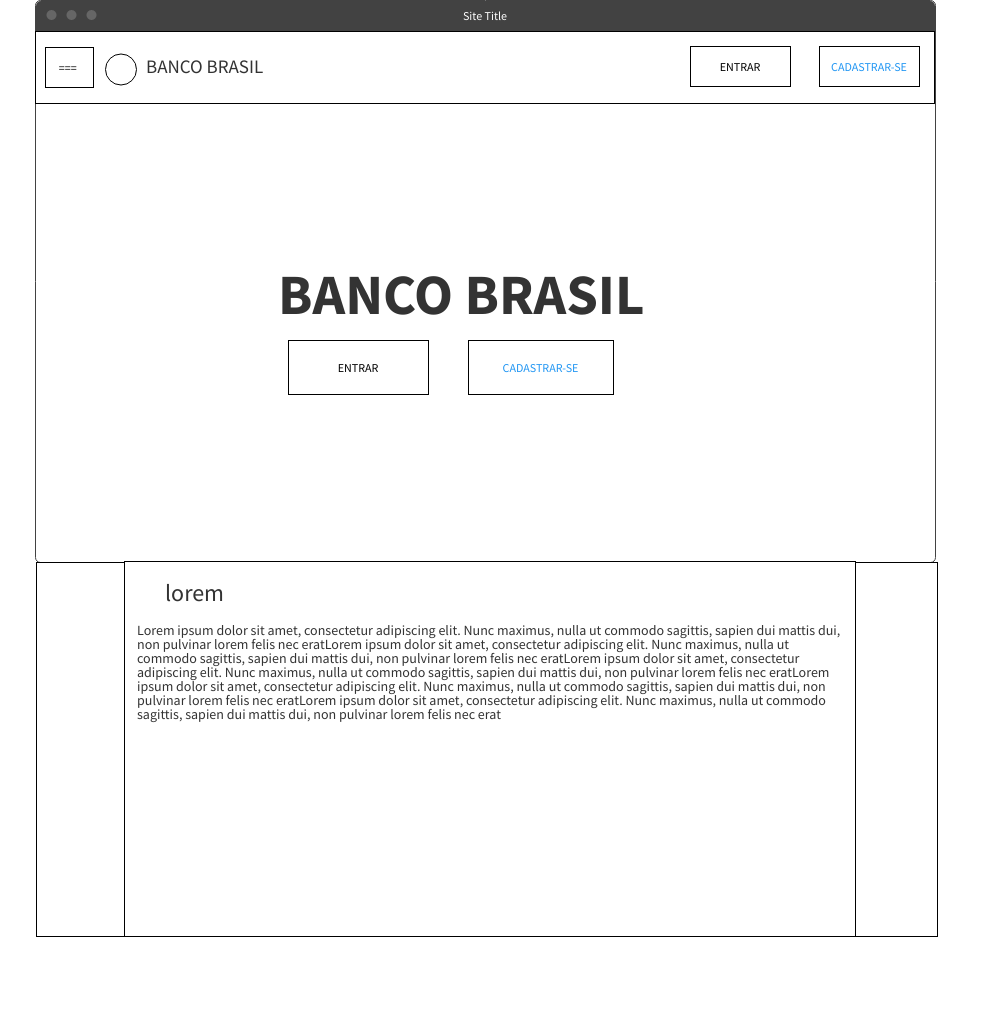 Site Title
===
BANCO BRASIL
ENTRAR
CADASTRAR-SE
BANCO BRASIL
ENTRAR
CADASTRAR-SE
lorem
Lorem ipsum dolor sit amet, consectetur adipiscing elit. Nunc maximus, nulla ut commodo sagittis, sapien dui mattis dui,
non pulvinar lorem felis nec eratLorem ipsum dolor sit amet, consectetur adipiscing elit. Nunc maximus, nulla ut
commodo sagittis, sapien dui mattis dui, non pulvinar lorem felis nec eratLorem ipsum dolor sit amet, consectetur
adipiscing elit. Nunc maximus, nulla ut commodo sagittis, sapien dui mattis dui, non pulvinar lorem felis nec eratLorem
ipsum dolor sit amet, consectetur adipiscing elit. Nunc maximus, nulla ut commodo sagittis, sapien dui mattis dui, non
pulvinar lorem felis nec eratLorem ipsum dolor sit amet, consectetur adipiscing elit. Nunc maximus, nulla ut commodo
sagittis, sapien dui mattis dui, non pulvinar lorem felis nec erat